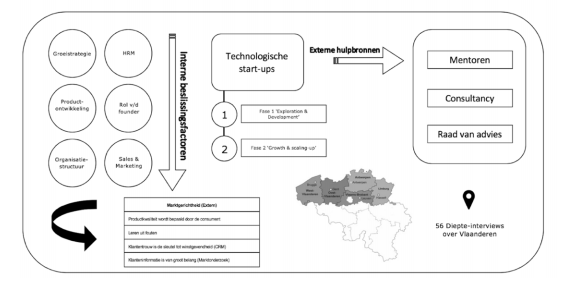 Groeistrategie
HRM
Product-
ontwikkeling
Rol v/d
founder
Organisatie-
structuur
Sales &
Marketing
Interne beslissingsfactoren
Technologische
start-ups
1
Fase 1 "Exploration &
Development"
2
Fase 2 "Growth & scaling up"
Externe hulpbronnen
Mentoren
Consultancy
Raad van advies
Marktgerichtheid (Extern)
Productkwaliteit wordt bepaald door de consument
Leren uit fouten
Klantentrouw is de sleutel tot winstgevendheid (CRM)
Klanteninformatie is van groot belang (Marktonderzoek)
56 Diepte-interviews
over Vlaanderen